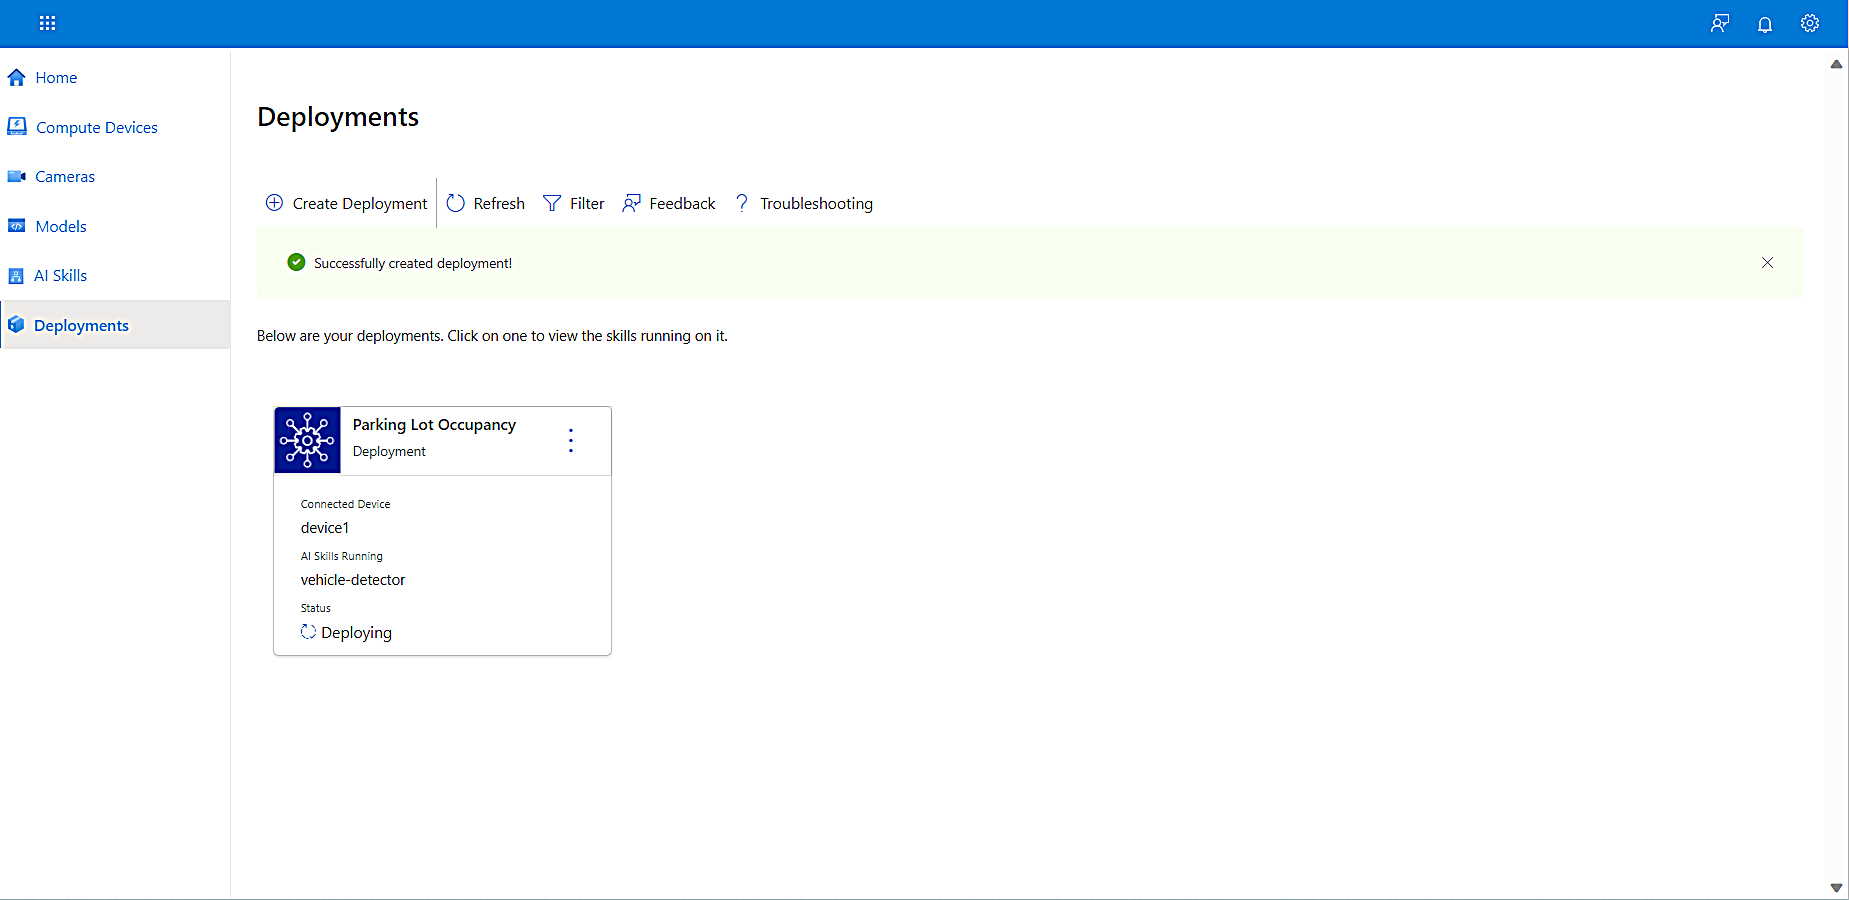 Home
Compute Devices
Cameras
Models
AI Skills
Deployments
Deployments
Create Deployment Refresh Filter Feedback Troubleshooting
Successfully created deployment!
Below are your deployments. Click on one to view the skills running on it.
Parking Lot Occupancy
Deployment
Connected Device
device1
AI Skills Running
vehicle-detector
Status
Deploying